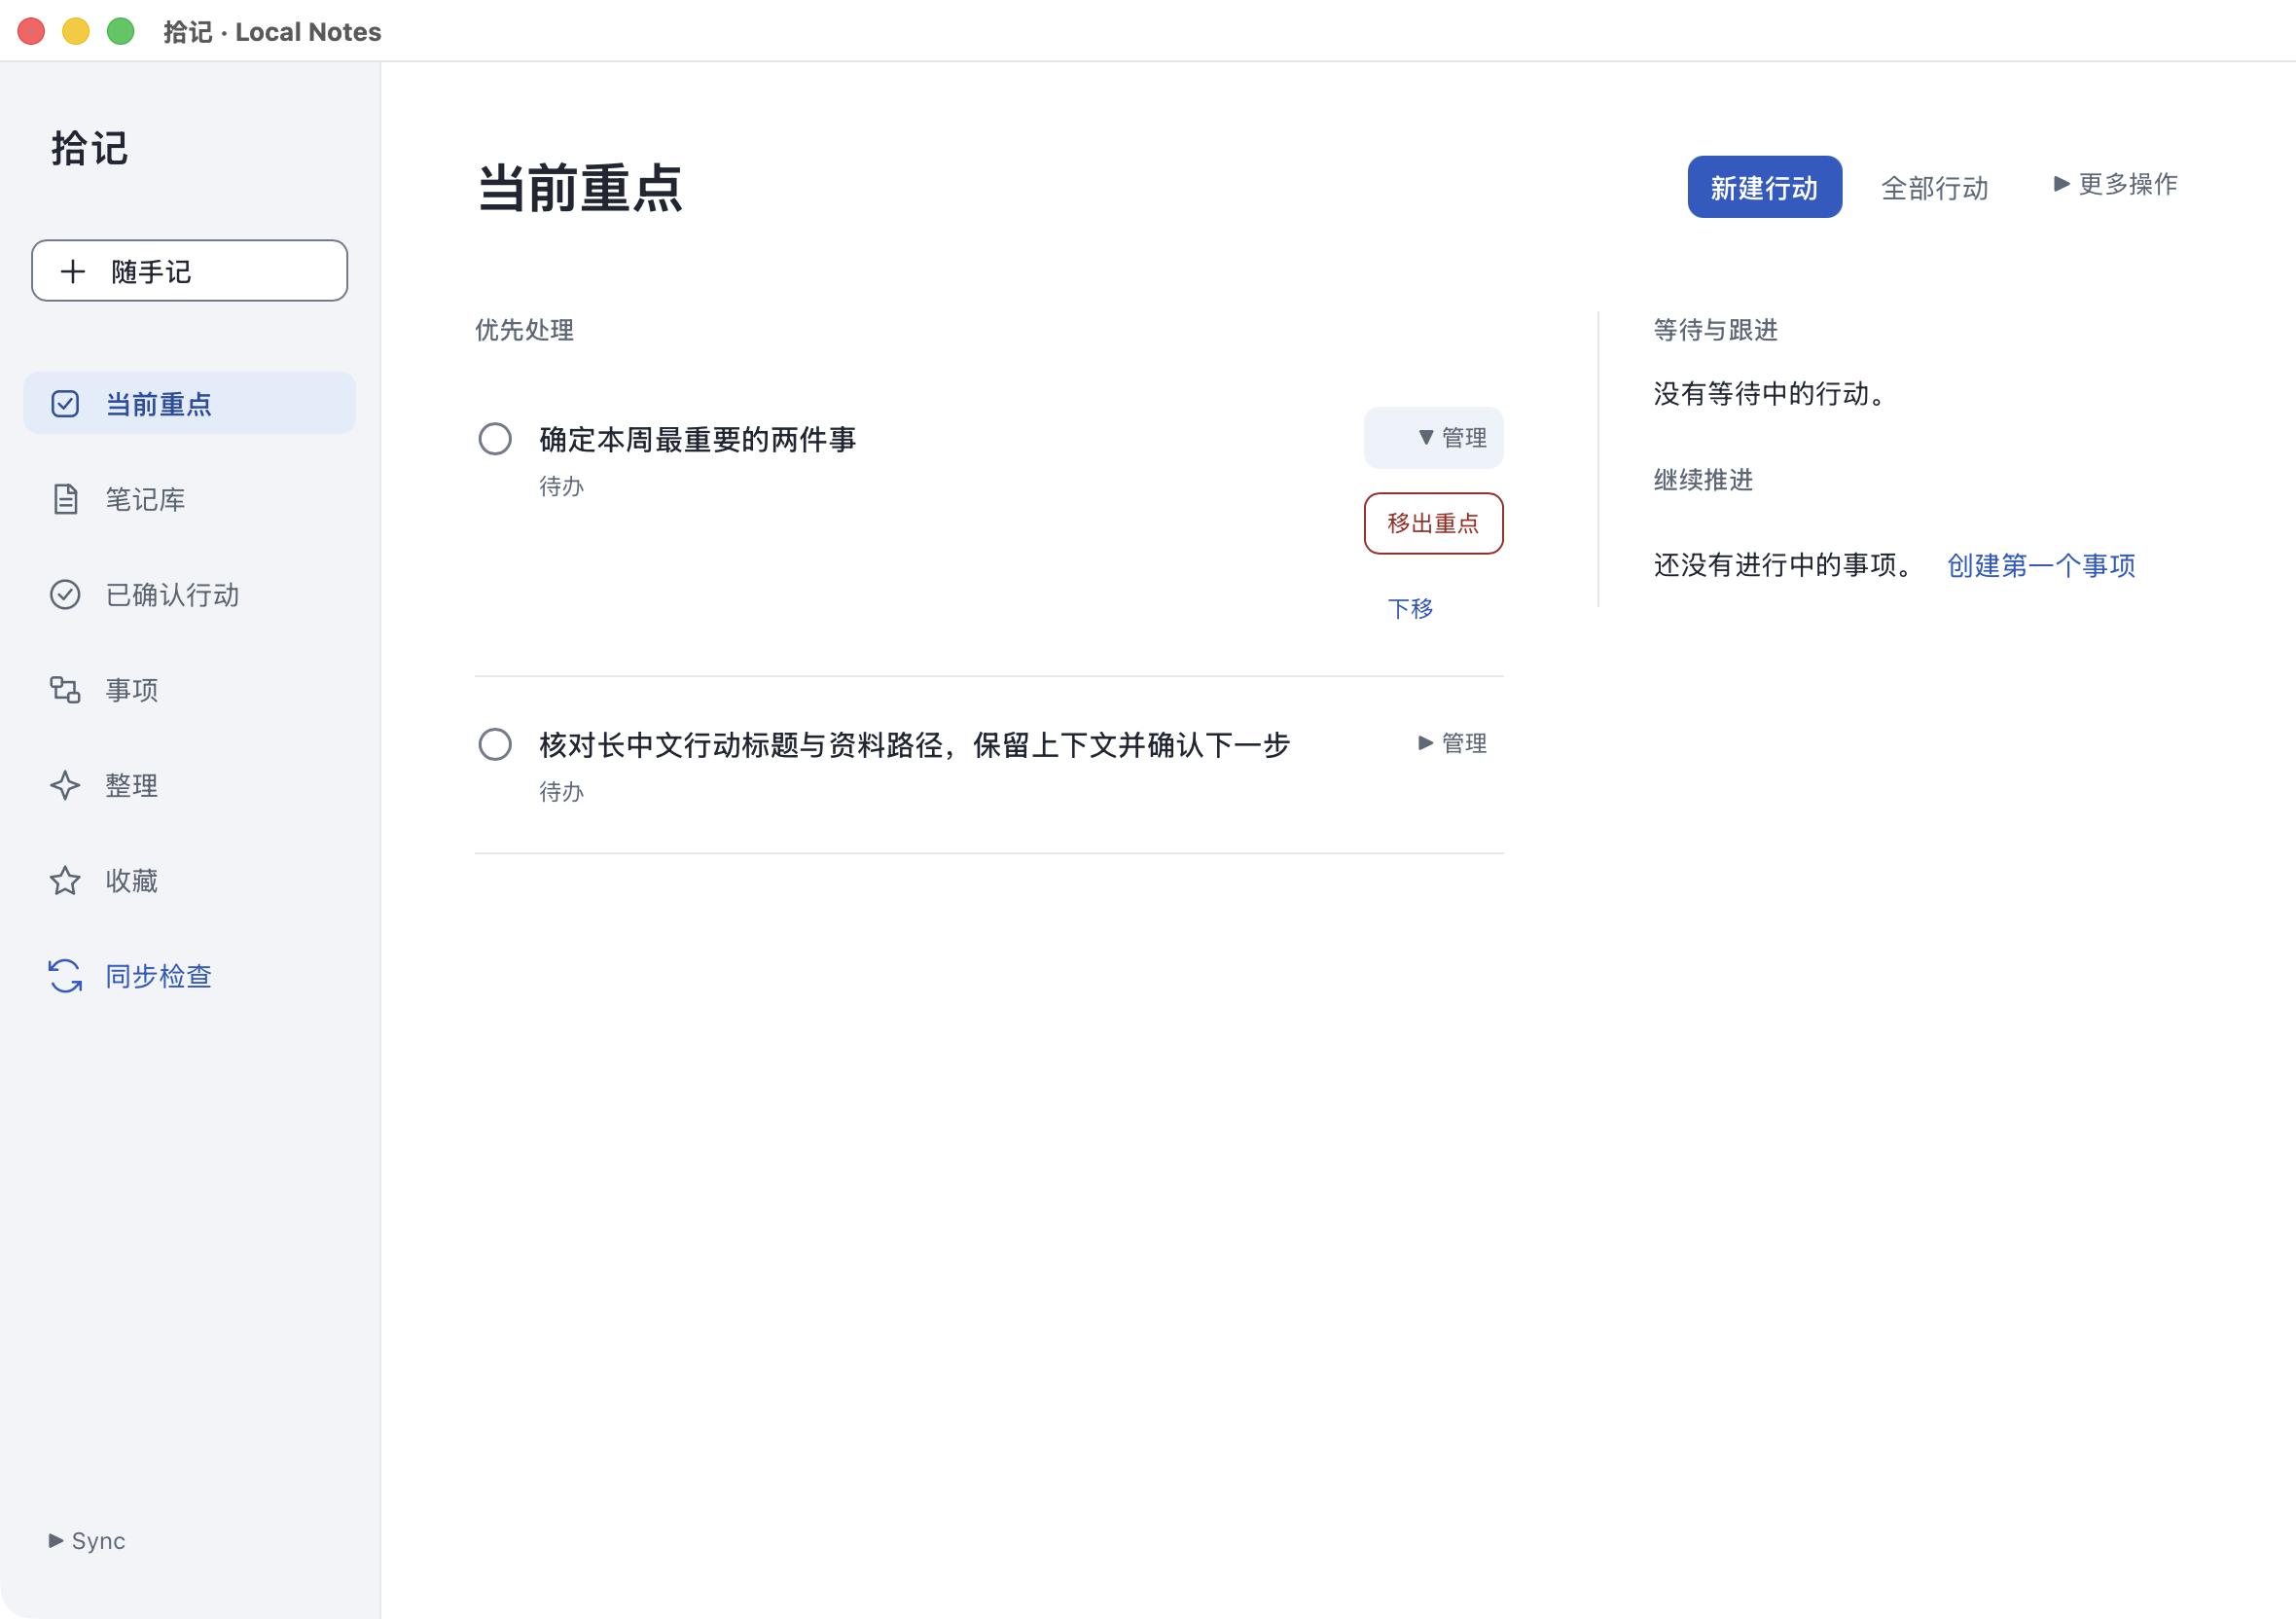 拾记 · Local Notes
拾记
随手记
当前重点
笔记库
已确认行动
事项
整理
收藏
同步检查
Sync
当前重点
新建行动
全部行动
更多操作
优先处理
确定本周最重要的两件事
待办
管理
移出重点
下移
核对长中文行动标题与资料路径，保留上下文并确认下一步
待办
管理
等待与跟进
没有等待中的行动。
继续推进
还没有进行中的事项。 创建第一个事项